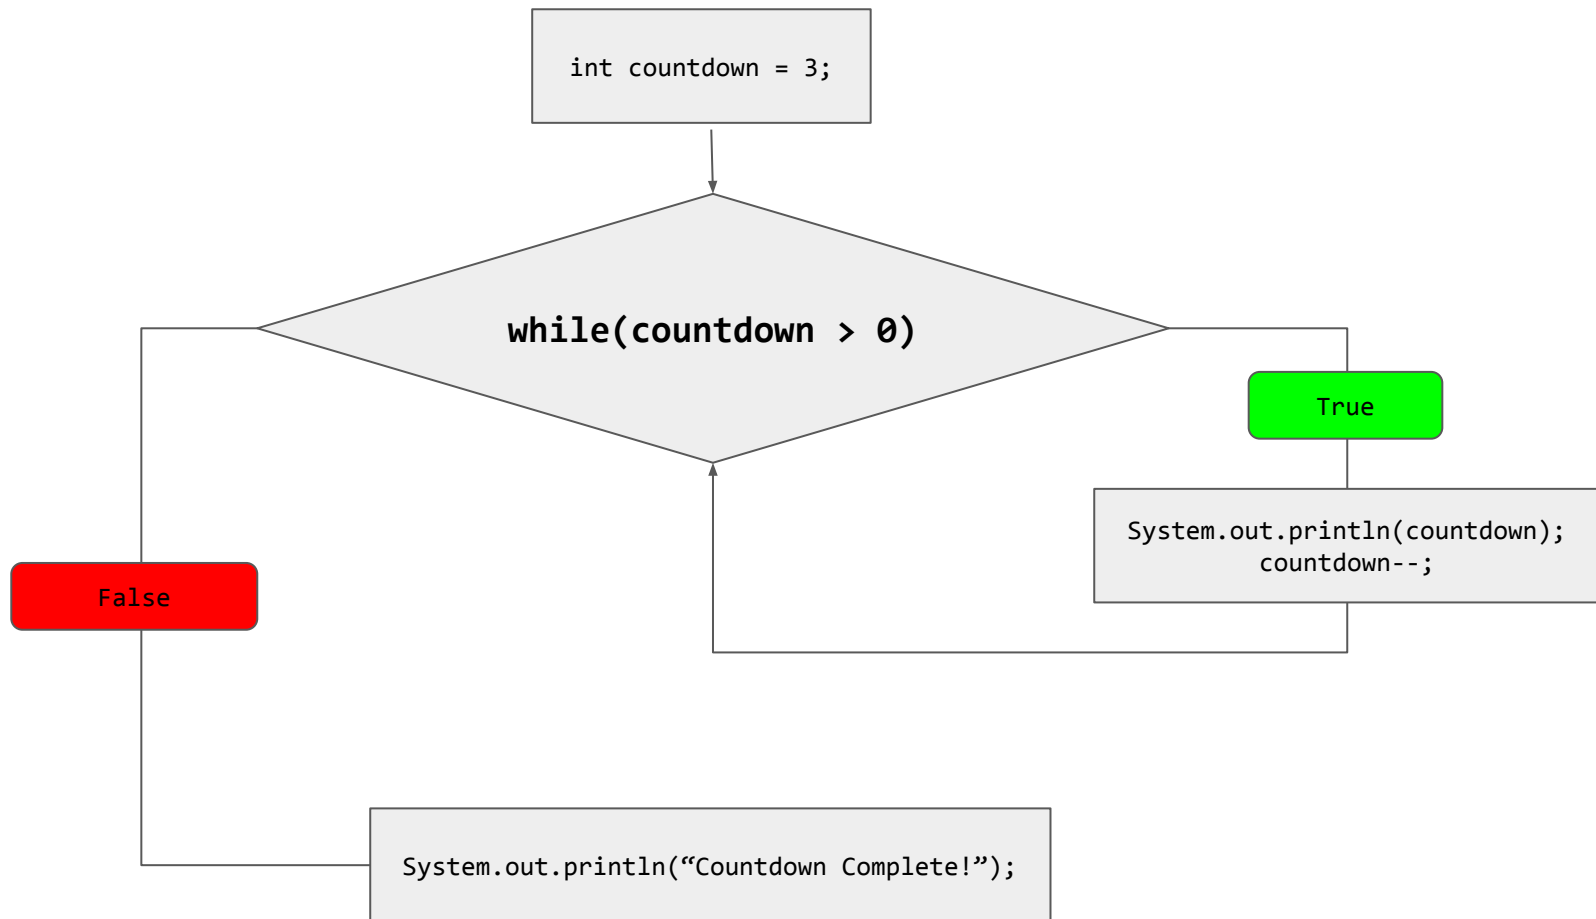 int countdown = 3;
while(countdown > 0)
True
System.out.println(countdown);
countdown--;
False
System.out.println(“Countdown Complete!”);